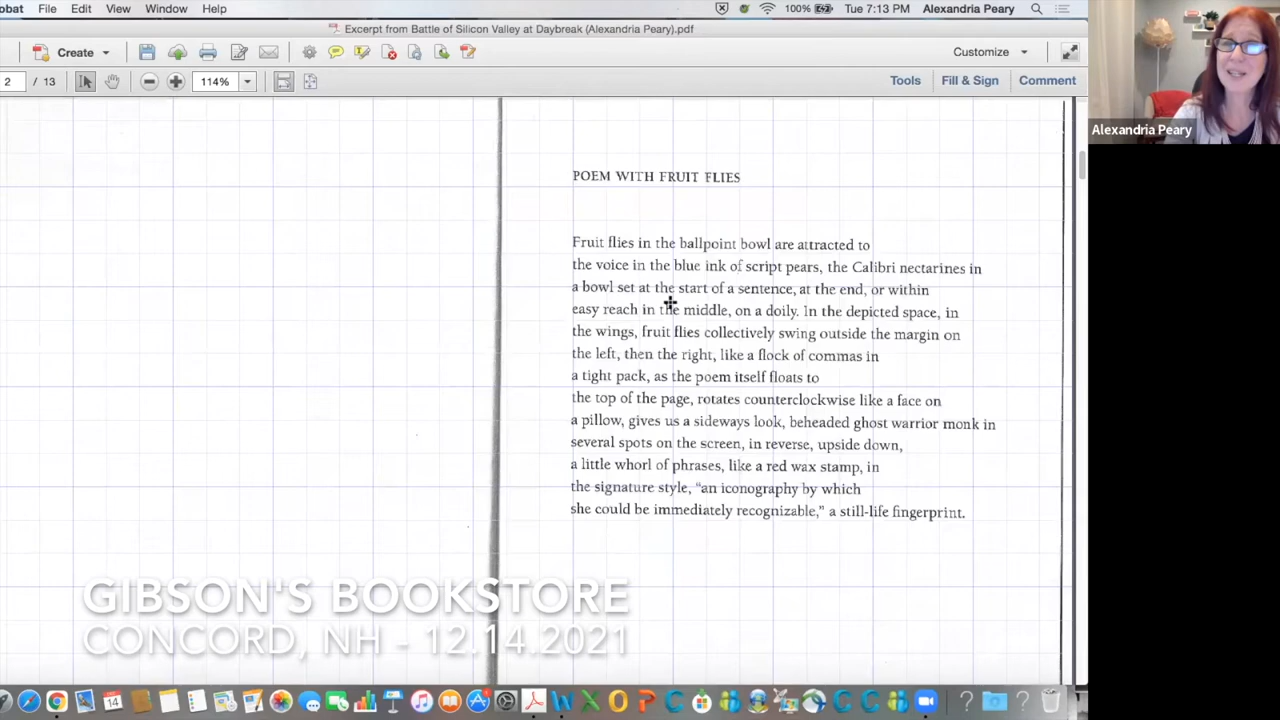 obat File Edit View Window Help 100% Tue 7:13 PM Alexandria Peary
Excerpt from Battle of Silicon Valley at Daybreak (Alexandria Peary).pdf
Create Customize
2 / 13 114% Tools Fill & Sign Comment
Alexandria Peary
POEM WITH FRUIT FLIES
Fruit flies in the ballpoint bowl are attracted to
the voice in the blue ink of script pears, the Calibri nectarines in
a bowl set at the start of a sentence, at the end, or within
easy reach in the middle, on a doily. In the depicted space, in
the wings, fruit flies collectively swing outside the margin on
the left, then the right, like a flock of commas in
a tight pack, as the poem itself floats to
the top of the page, rotates counterclockwise like a face on
a pillow, gives us a sideways look, beheaded ghost warrior monk in
several spots on the screen, in reverse, upside down,
a little whorl of phrases, like a red wax stamp, in
the signature style, “an iconography by which
she could be immediately recognizable,” a still-life fingerprint.
GIBSON'S BOOKSTORE
CONCORD, NH - 12.14.2021
14